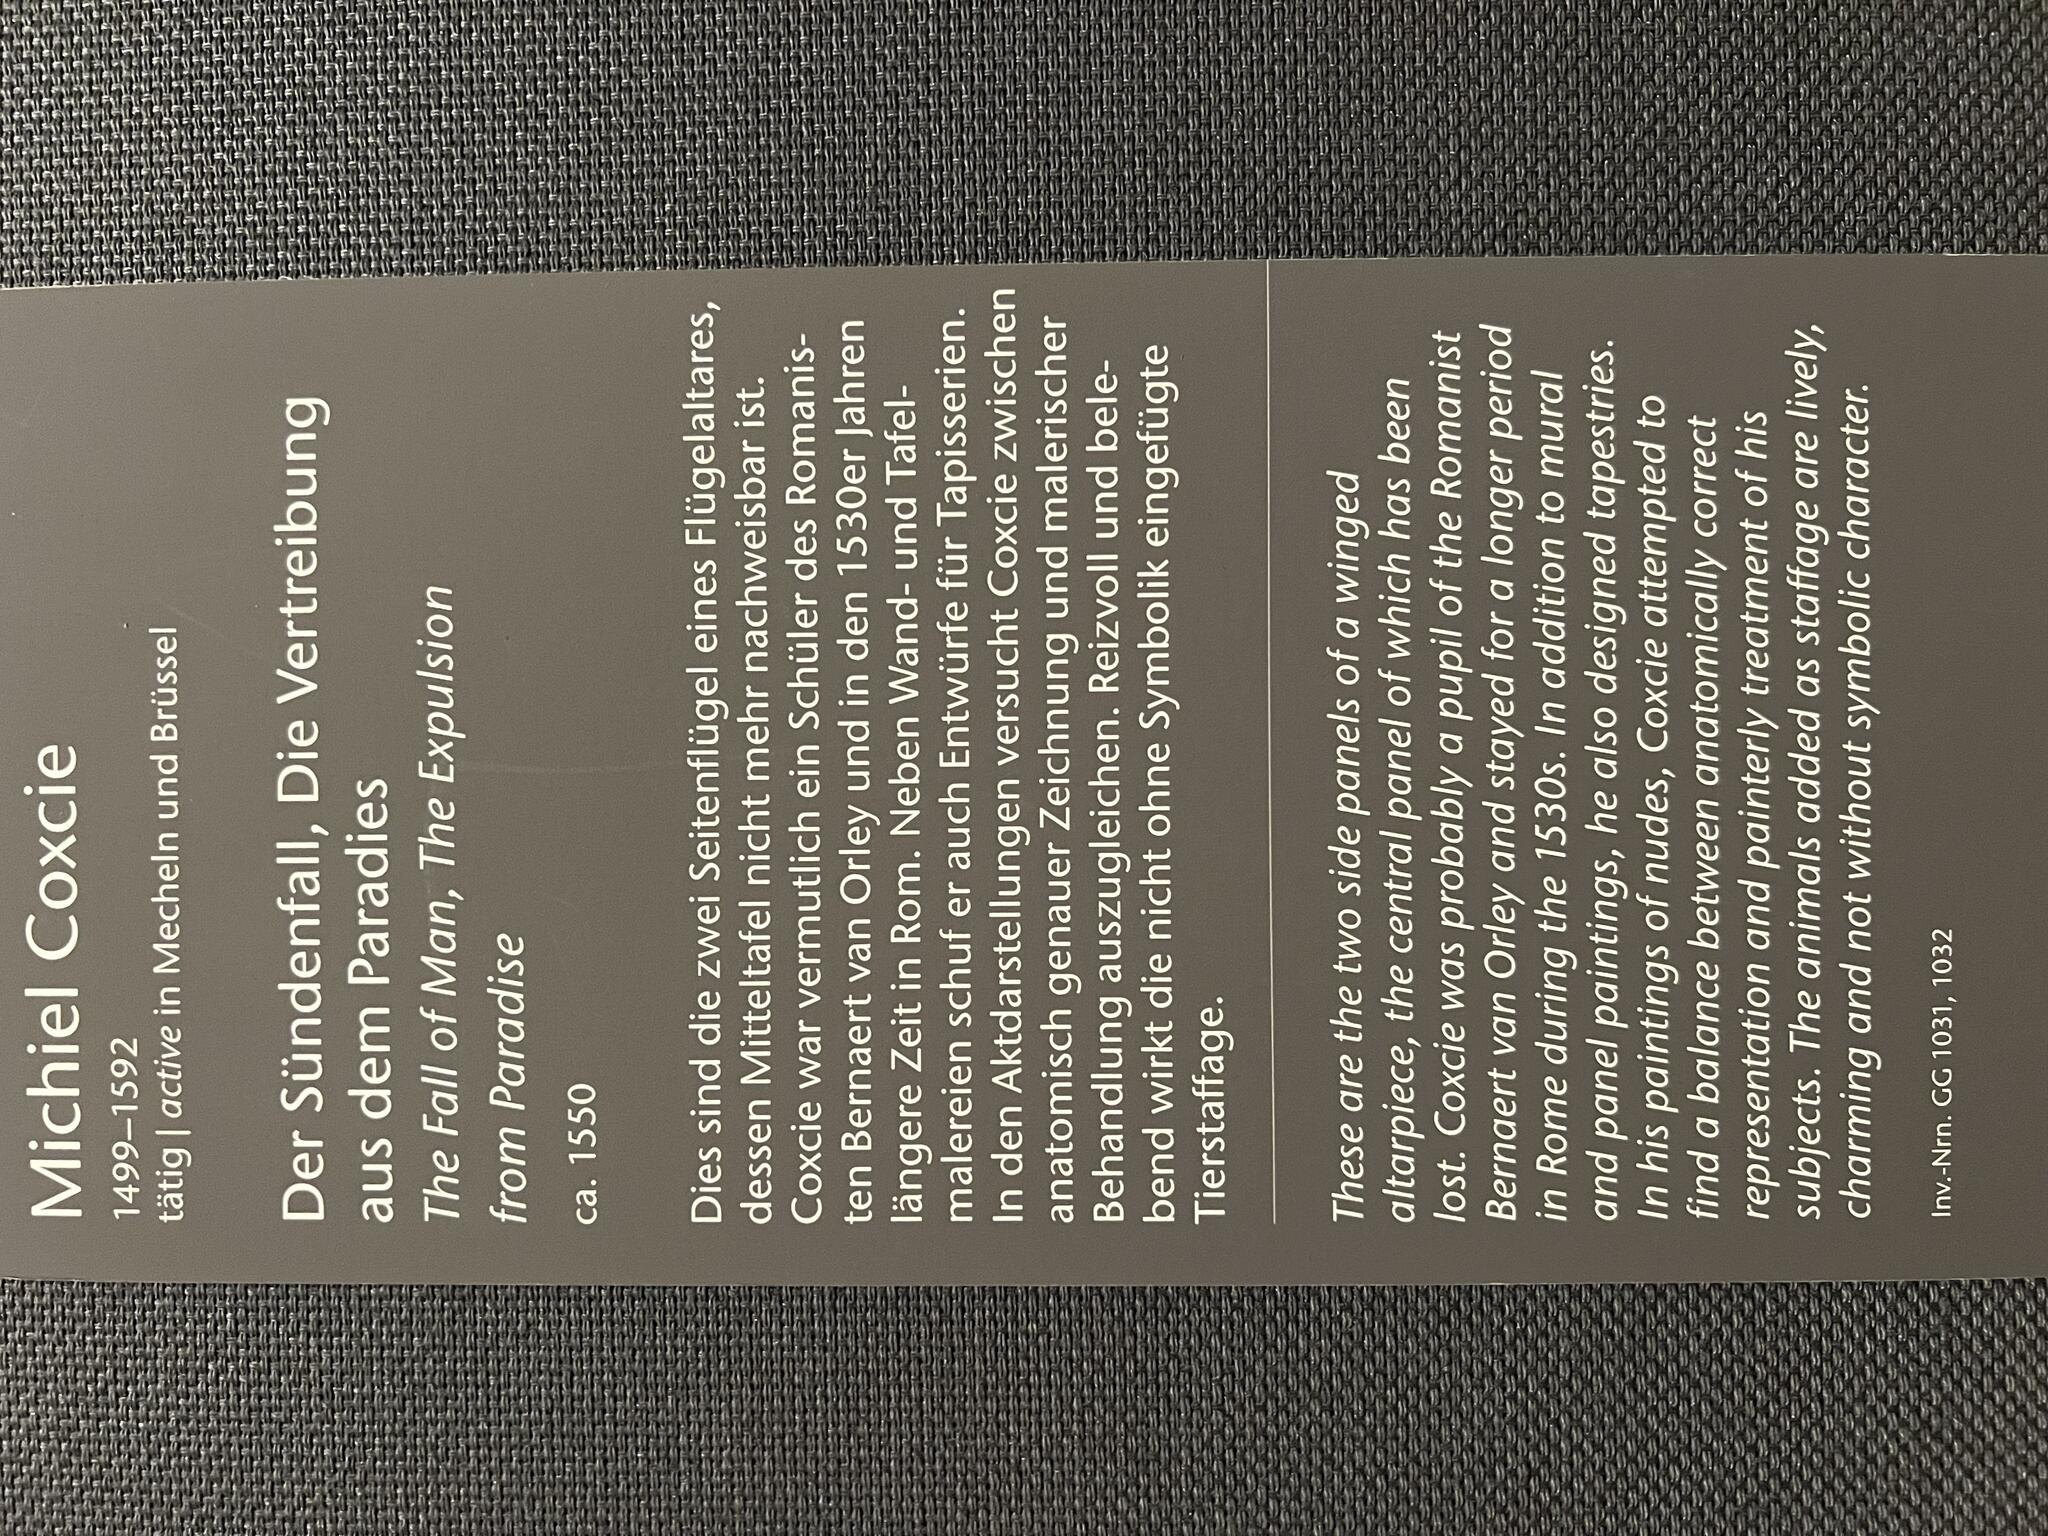 Michiel Coxcie
1499–1592
tätig | active in Mecheln und Brüssel
Der Sündenfall, Die Vertreibung
aus dem Paradies
The Fall of Man, The Expulsion
from Paradise
ca. 1550
Dies sind die zwei Seitenflügel eines Flügelaltares,
dessen Mitteltafel nicht mehr nachweisbar ist.
Coxcie war vermutlich ein Schüler des Romanis-
ten Bernaert van Orley und in den 1530er Jahren
längere Zeit in Rom. Neben Wand- und Tafel-
malereien schuf er auch Entwürfe für Tapisserien.
In den Aktdarstellungen versucht Coxcie zwischen
anatomisch genauer Zeichnung und malerischer
Behandlung auszugleichen. Reizvoll und bele-
bend wirkt die nicht ohne Symbolik eingefügte
Tierstaffage.
These are the two side panels of a winged
altarpiece, the central panel of which has been
lost. Coxcie was probably a pupil of the Romanist
Bernaert van Orley and stayed for a longer period
in Rome during the 1530s. In addition to mural
and panel paintings, he also designed tapestries.
In his paintings of nudes, Coxcie attempted to
find a balance between anatomically correct
representation and painterly treatment of his
subjects. The animals added as staffage are lively,
charming and not without symbolic character.
Inv.-Nrn. GG 1031, 1032